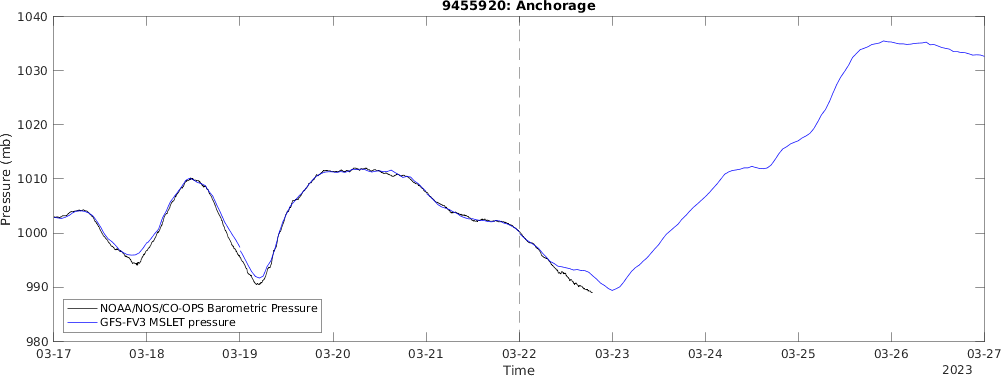 9455920: Anchorage
Pressure (mb)
1040
1030
1020
1010
1000
990
980
NOAA/NOS/CO-OPS Barometric Pressure
GFS-FV3 MSLET pressure
03-17 03-18 03-19 03-20 03-21 03-22 03-23 03-24 03-25 03-26 03-27
Time
2023